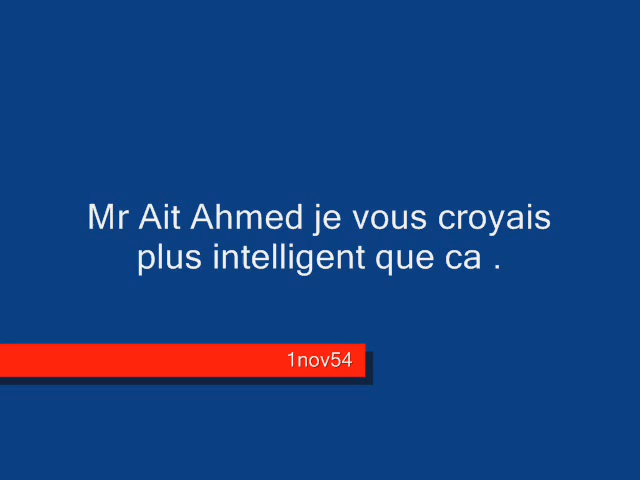 Mr Ait Ahmed je vous croyais
plus intelligent que ca .
1nov54